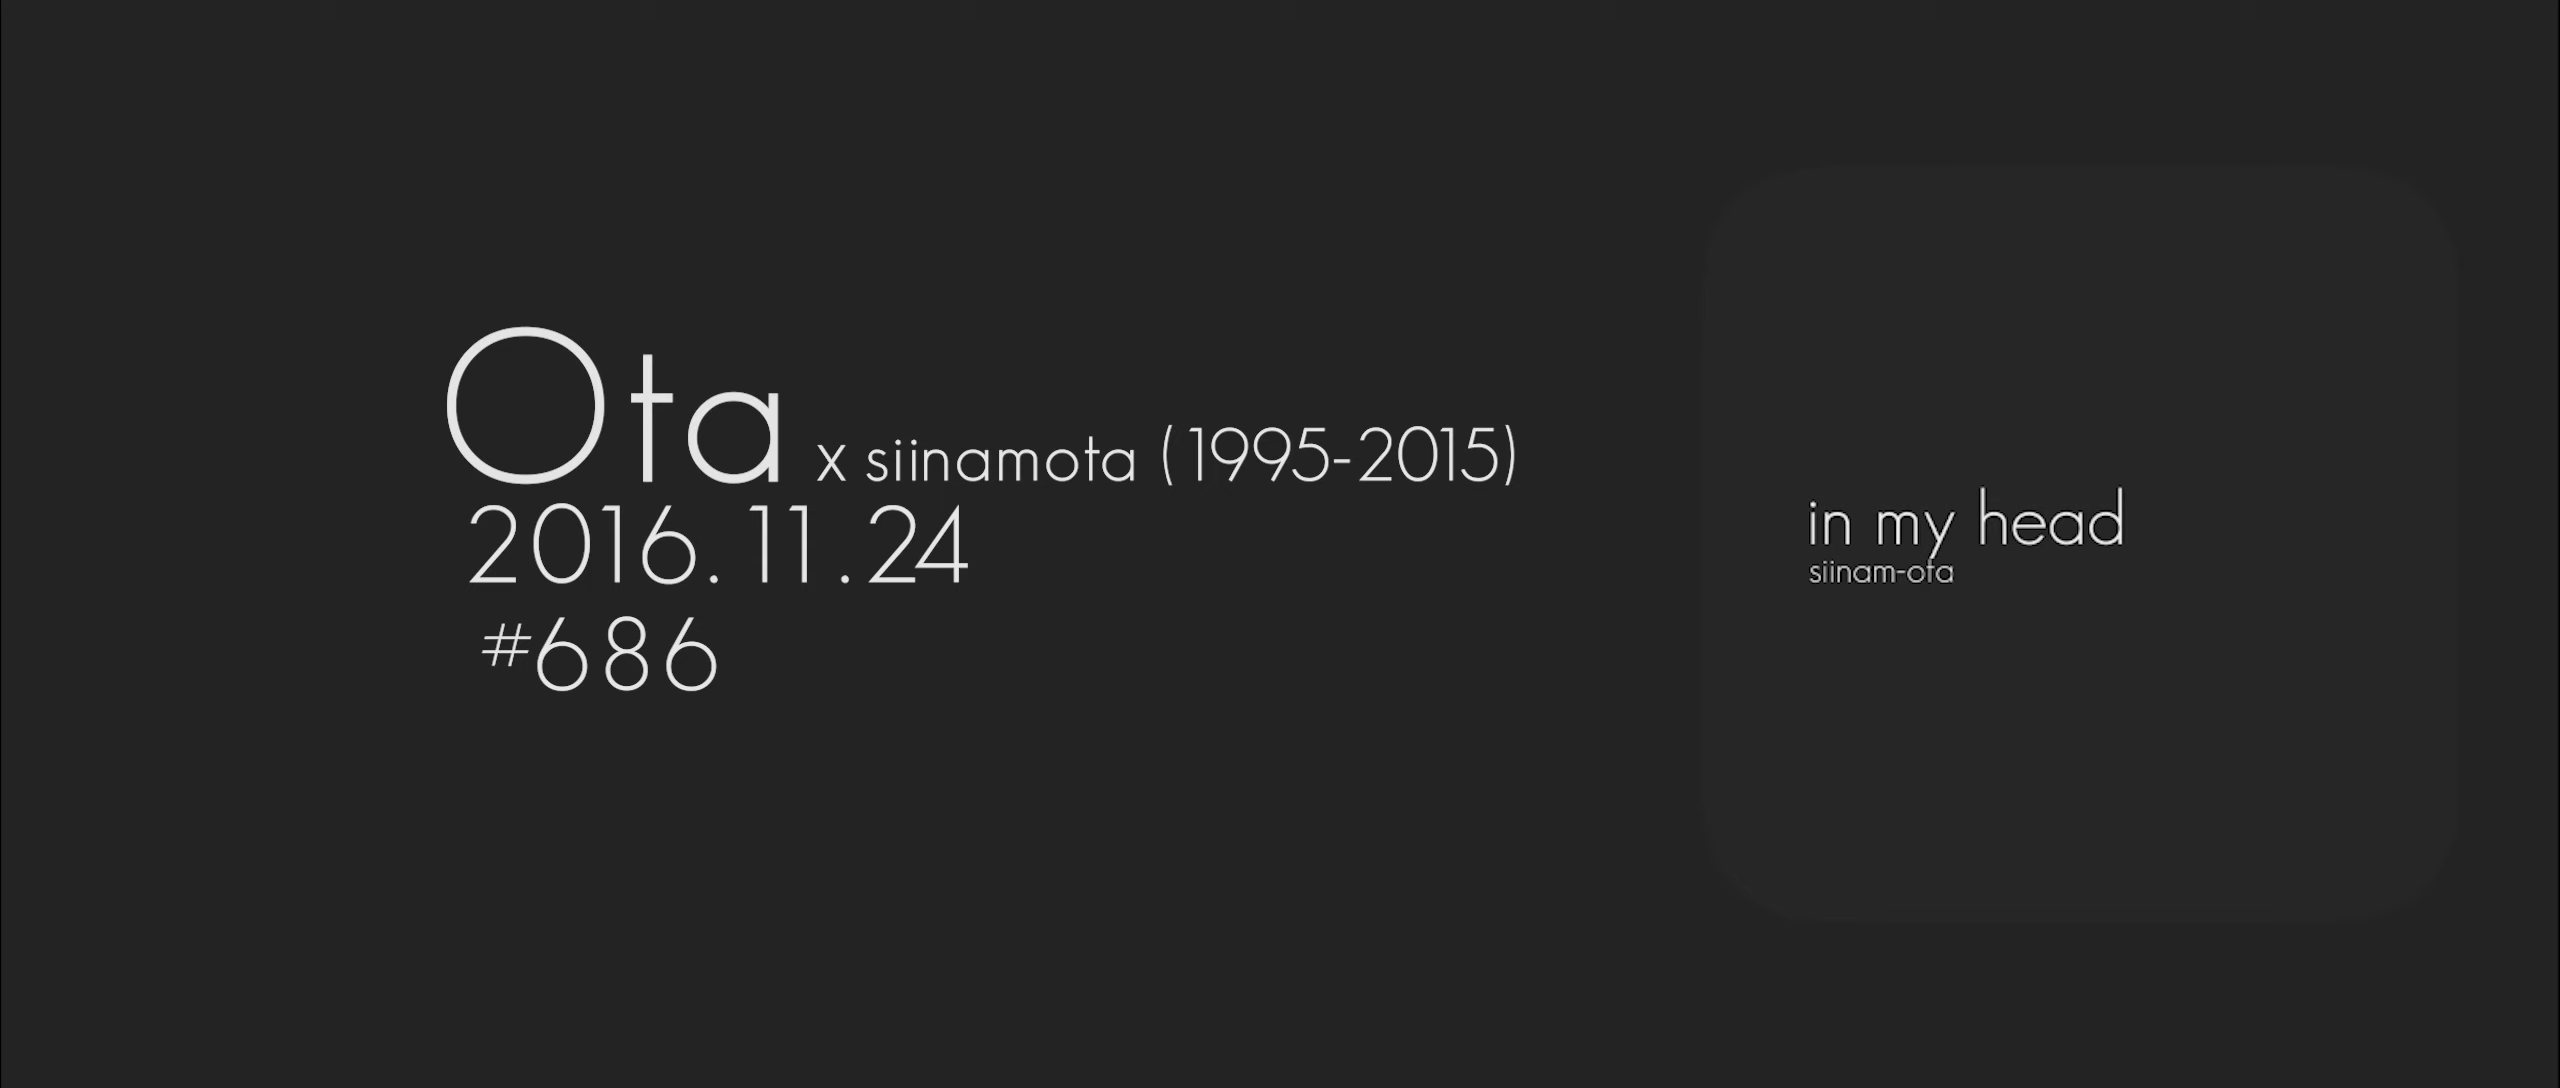 Ota x siinamota (1995-2015)
2016.11.24
#686
in my head
siinam-ota